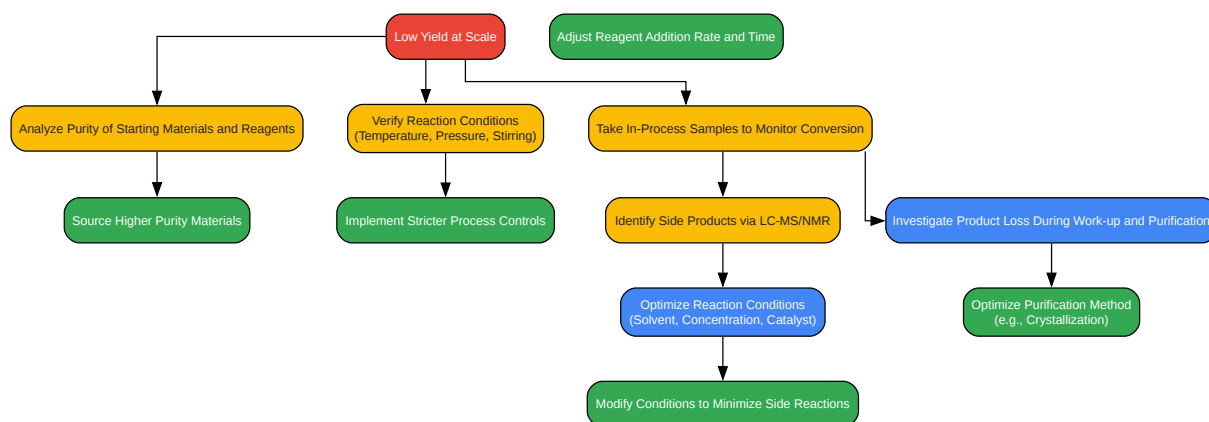 Low Yield at Scale
Adjust Reagent Addition Rate and Time
Analyze Purity of Starting Materials and Reagents
Verify Reaction Conditions
(Temperature, Pressure, Stirring)
Take In-Process Samples to Monitor Conversion
Source Higher Purity Materials
Implement Stricter Process Controls
Identify Side Products via LC-MS/NMR
Investigate Product Loss During Work-up and Purification
Optimize Reaction Conditions
(Solvent, Concentration, Catalyst)
Optimize Purification Method
(e.g., Crystallization)
Modify Conditions to Minimize Side Reactions